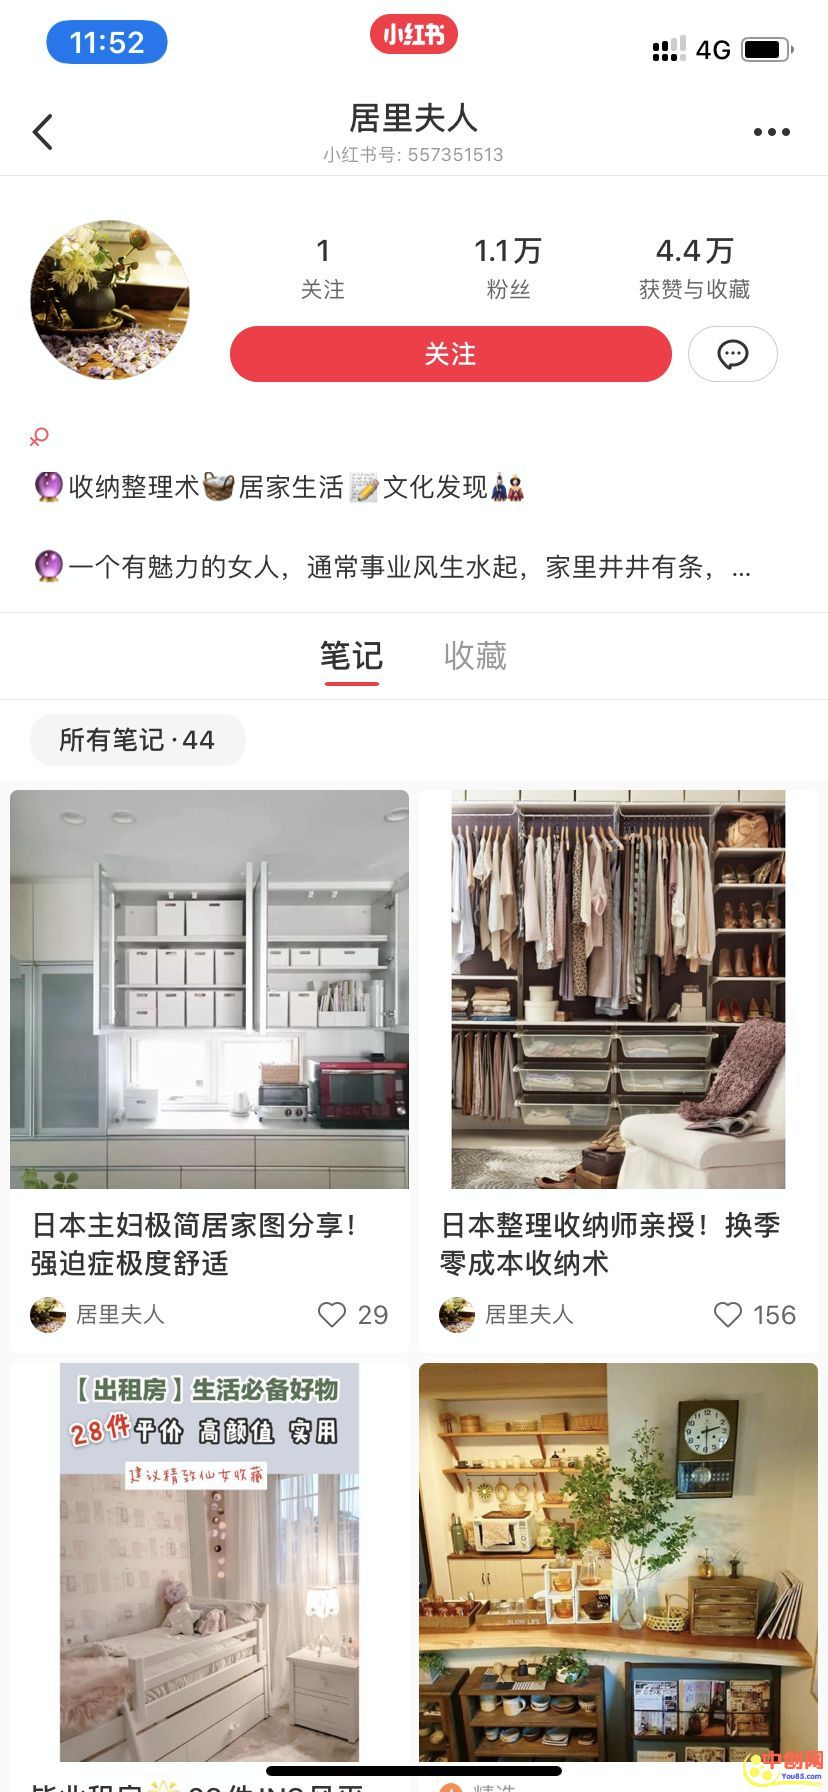 11:52
小红书
4G
居里夫人
小红书号: 557351513
1
1.1万
4.4万
关注
粉丝
获赞与收藏
关注
收纳整理术 居家生活 文化发现
一个有魅力的女人，通常事业风生水起，家里井井有条，...
笔记
收藏
所有笔记·44
日本主妇极简居家图分享！
强迫症极度舒适
居里夫人
29
日本整理收纳师亲授！换季
零成本收纳术
居里夫人
156
【出租房】生活必备好物
28件平价 高颜值 实用
建议精致仙女收藏
SLOW LIFE
中创网
You85.com